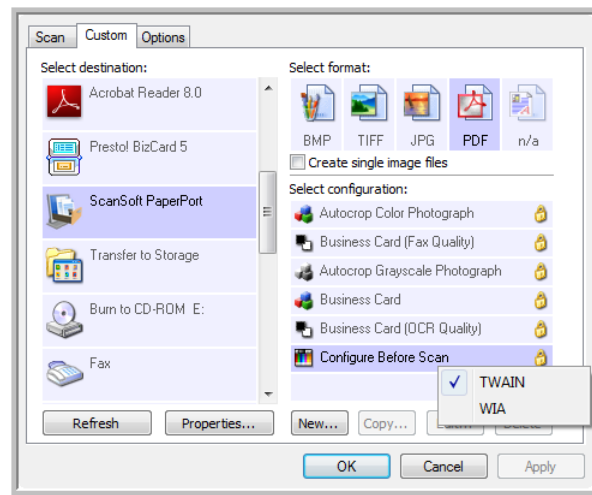 Scan Custom Options
Select destination:
Acrobat Reader 8.0
Presto! BizCard 5
ScanSoft PaperPort
Transfer to Storage
Burn to CD-ROM E:
Fax
Refresh Properties...
Select format:
BMP TIFF JPG PDF n/a
Create single image files
Select configuration:
Autocrop Color Photograph
Business Card (Fax Quality)
Autocrop Grayscale Photograph
Business Card
Business Card (OCR Quality)
Configure Before Scan
TWAIN
WIA
New... Copy...
OK Cancel Apply